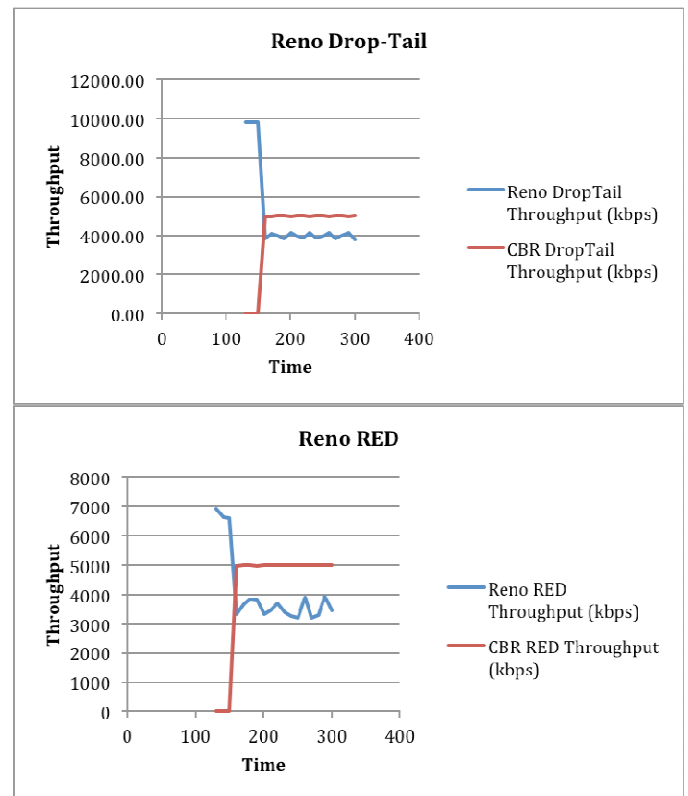 Reno Drop-Tail
12000.00
10000.00
8000.00
6000.00
4000.00
2000.00
0.00
Throughput
0 100 200 300 400
Time
Reno DropTail
Throughput (kbps)
CBR DropTail
Throughput (kbps)
Reno RED
8000
7000
6000
5000
4000
3000
2000
1000
0
Throughput
0 100 200 300 400
Time
Reno RED
Throughput (kbps)
CBR RED Throughput
(kbps)